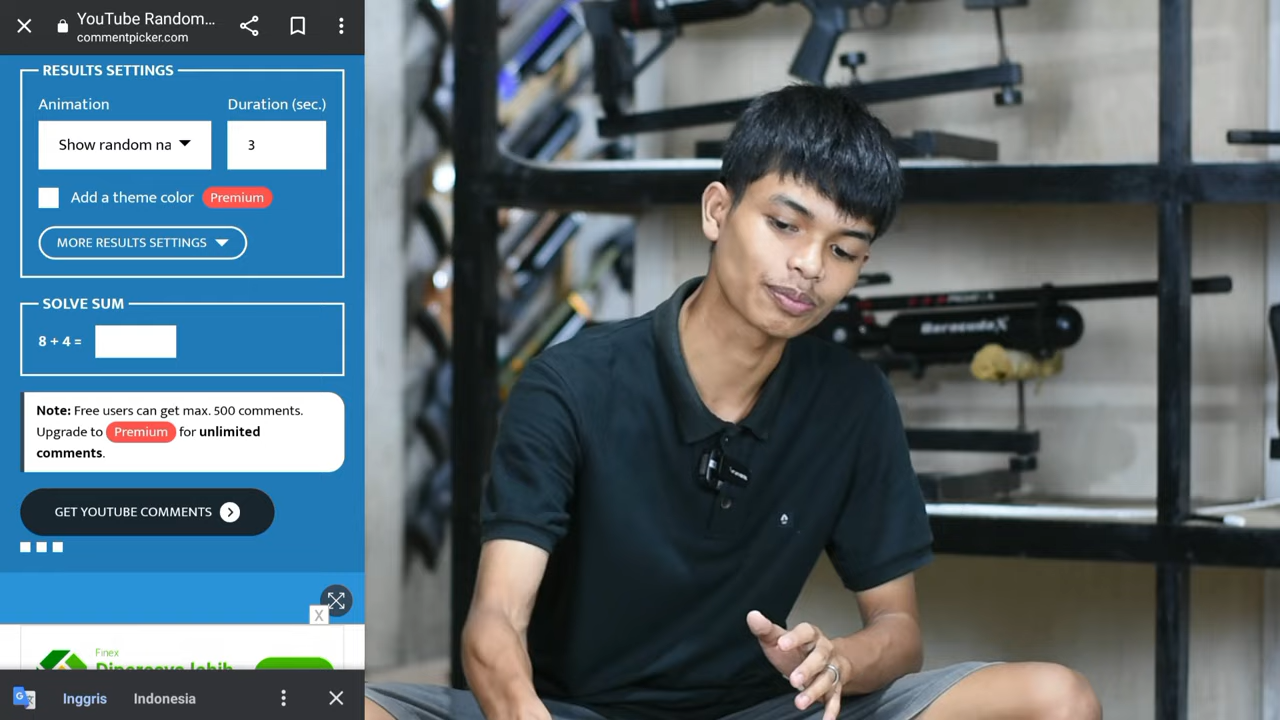 YouTube Random...
commentpicker.com
RESULTS SETTINGS
Animation
Duration (sec.)
Show random na
3
Add a theme color Premium
MORE RESULTS SETTINGS
SOLVE SUM
8 + 4 =
Note: Free users can get max. 500 comments.
Upgrade to Premium for unlimited
comments.
GET YOUTUBE COMMENTS
X
Finex
Inggris
Indonesia
BarracudaX